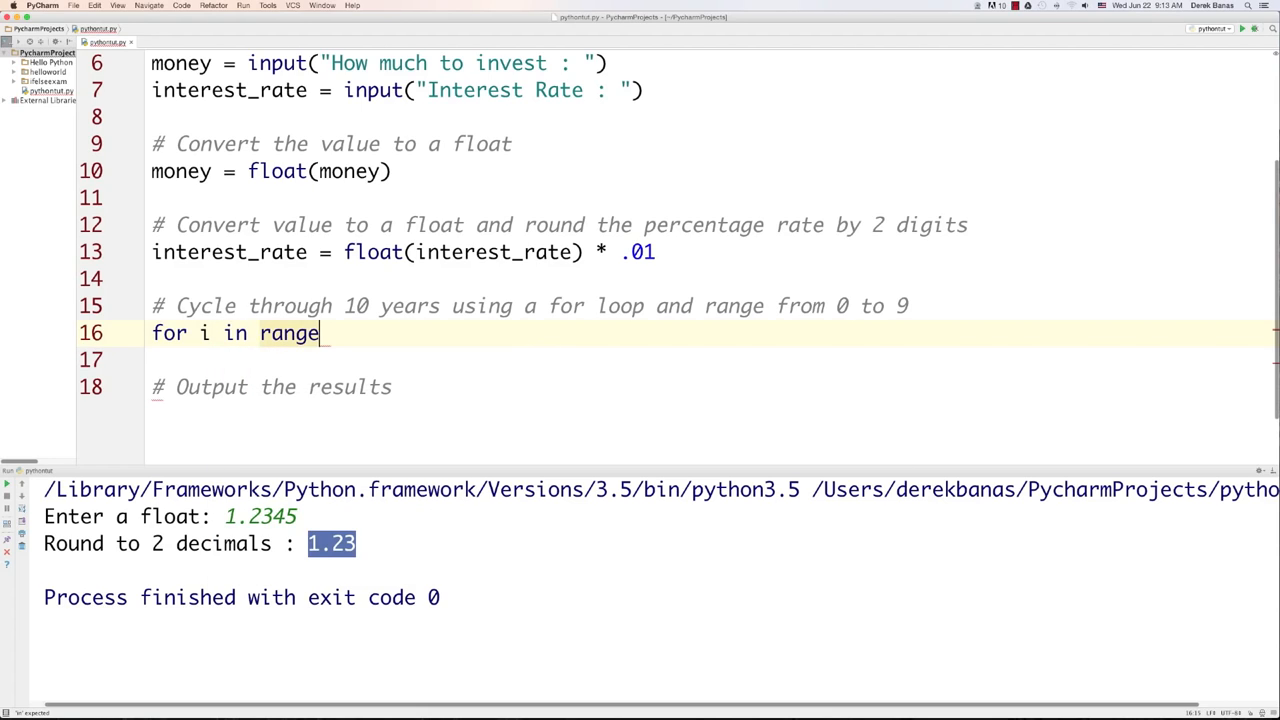 PyCharm File Edit View Navigate Code Refactor Run Tools VCS Window Help 10 Wed Jun 22 9:13 AM Derek Banas
pythontut.py - PycharmProjects - [~/PycharmProjects]
PycharmProjects pythontut.py pythontut
pythontut.py
PycharmProject
Hello Python
helloworld
ifelseexam
pythontut.py
External Libraries
6 money = input("How much to invest : ")
7 interest_rate = input("Interest Rate : ")
8
9 # Convert the value to a float
10 money = float(money)
11
12 # Convert value to a float and round the percentage rate by 2 digits
13 interest_rate = float(interest_rate) * .01
14
15 # Cycle through 10 years using a for loop and range from 0 to 9
16 for i in range
17
18 # Output the results
Run pythontut
/Library/Frameworks/Python.framework/Versions/3.5/bin/python3.5 /Users/derekbanas/PycharmProjects/pytho
Enter a float: 1.2345
Round to 2 decimals : 1.23
Process finished with exit code 0
'in' expected 16:15 LF UTF-8